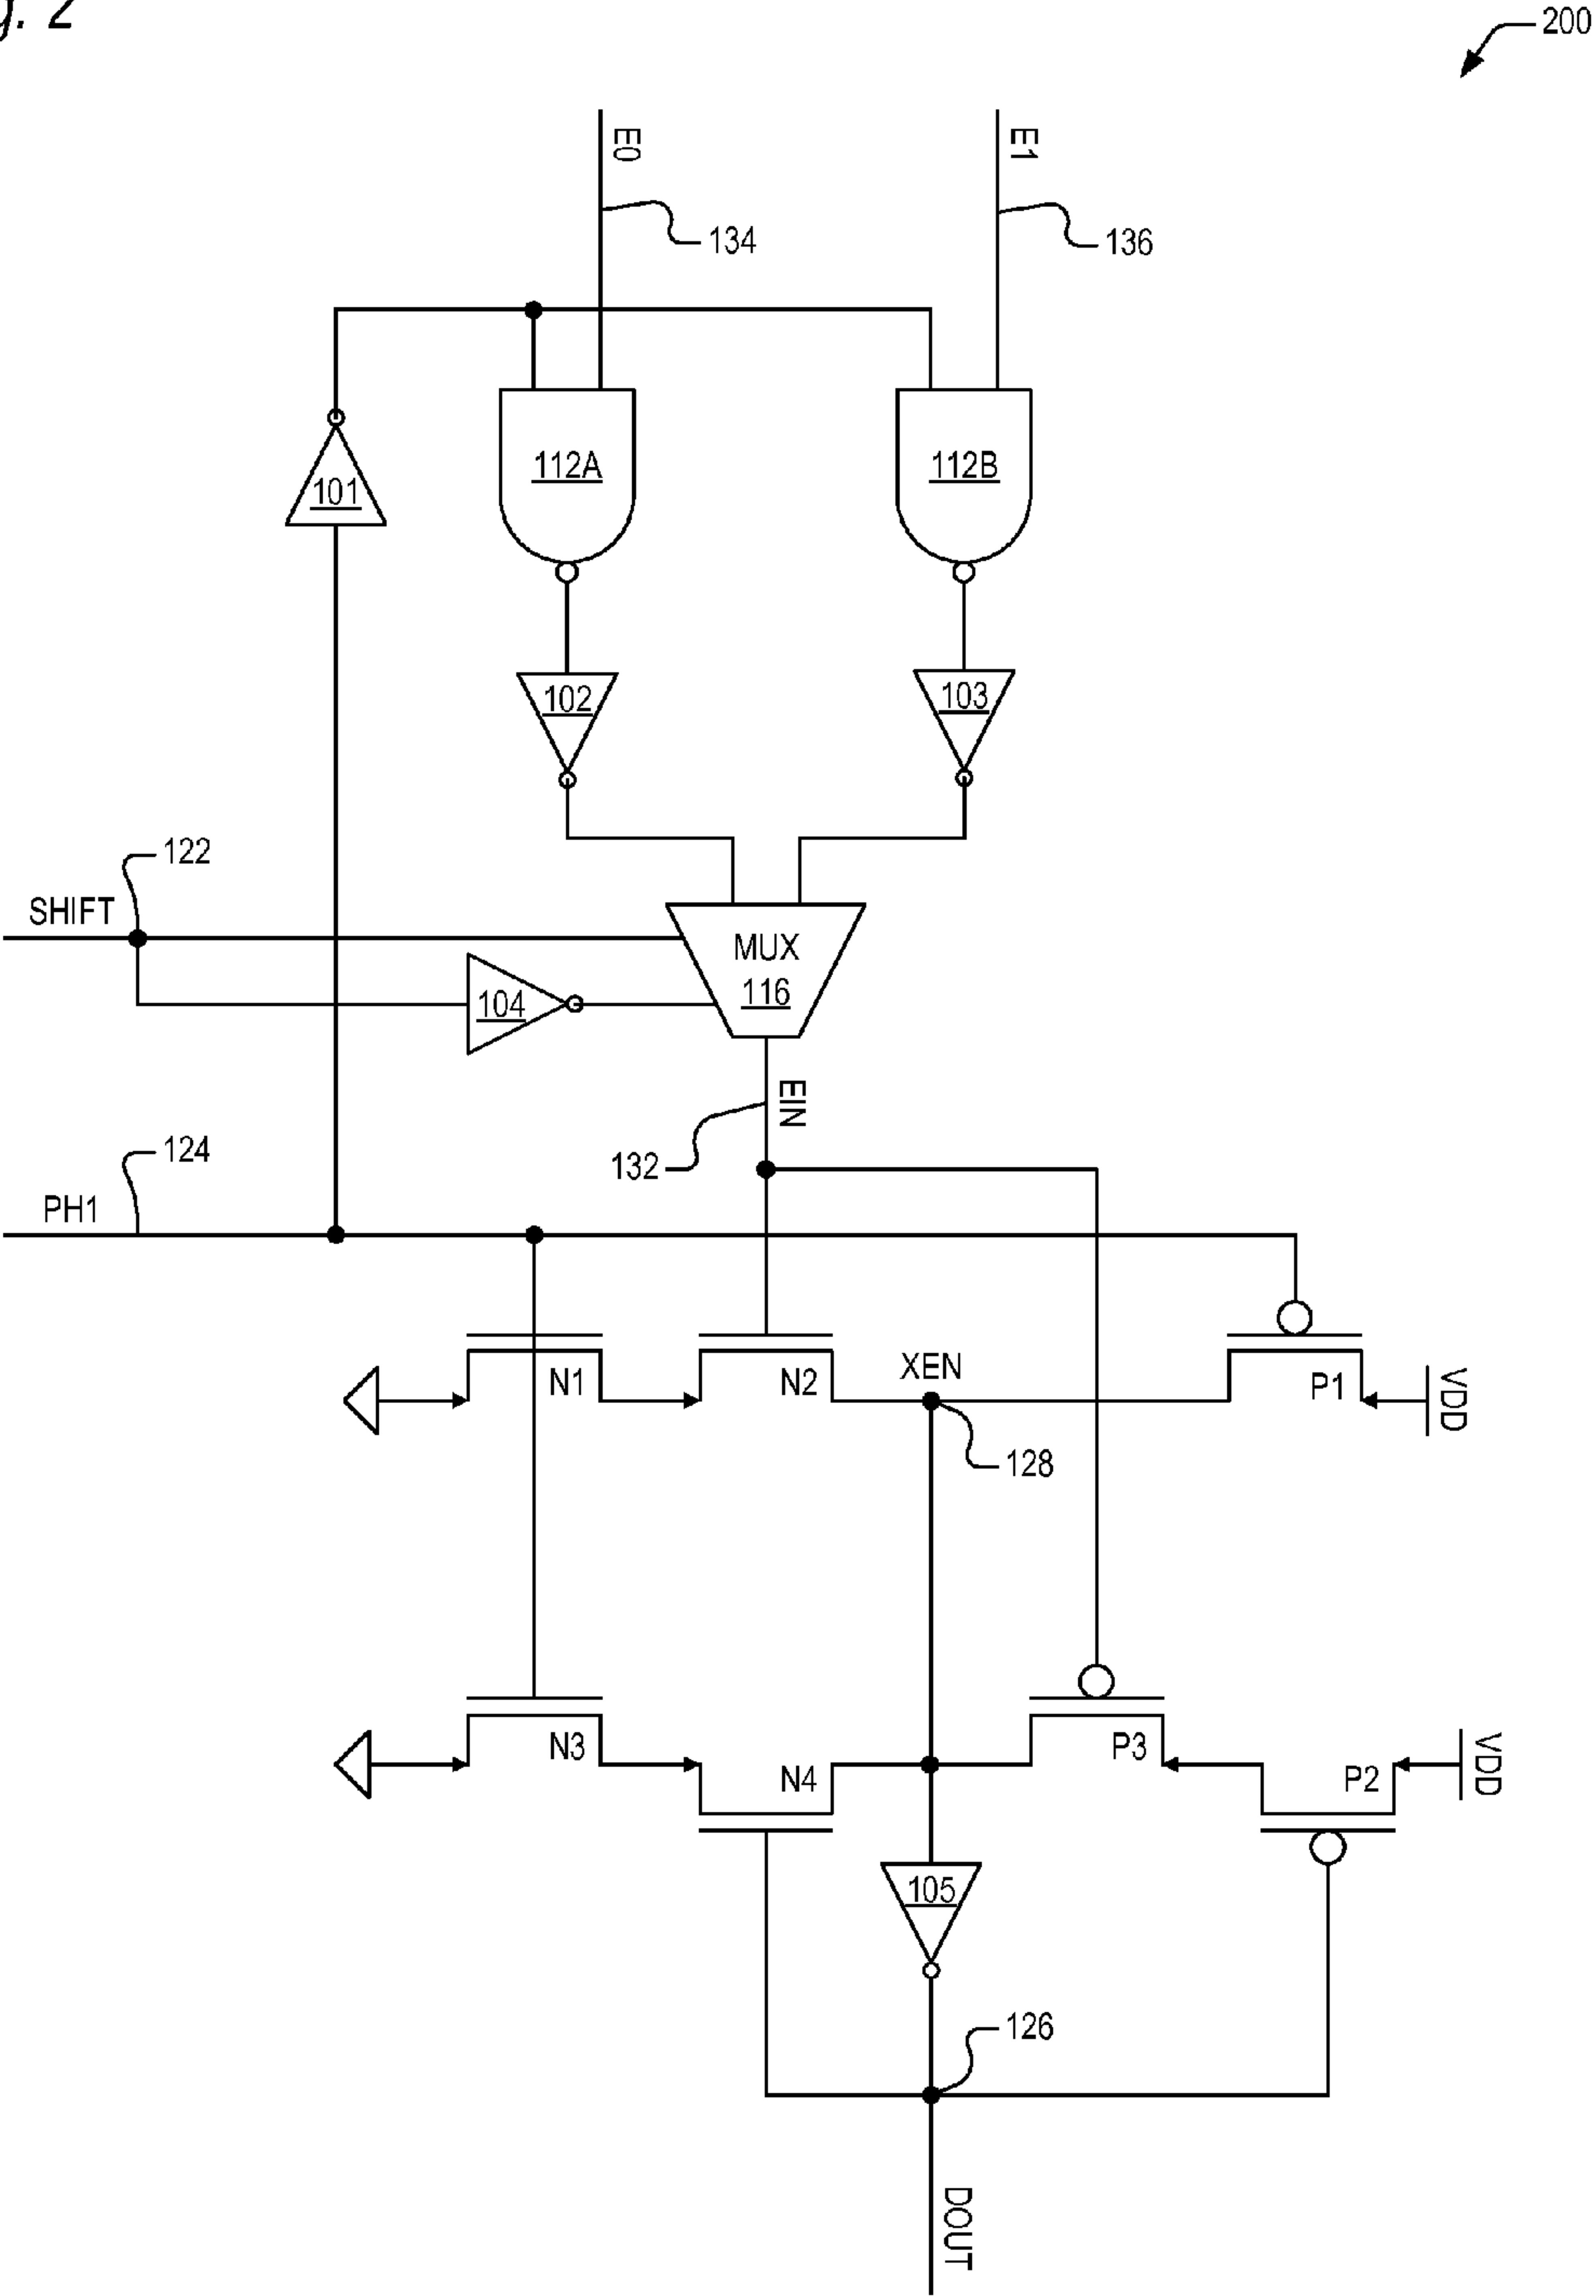 g. 2
200
E0
E1
134
136
112A
112B
101
102
103
122
SHIFT
MUX
116
104
EIN
124
132
PH1
N1
N2
XEN
P1
VDD
128
N3
N4
P3
P2
VDD
105
126
DOUT